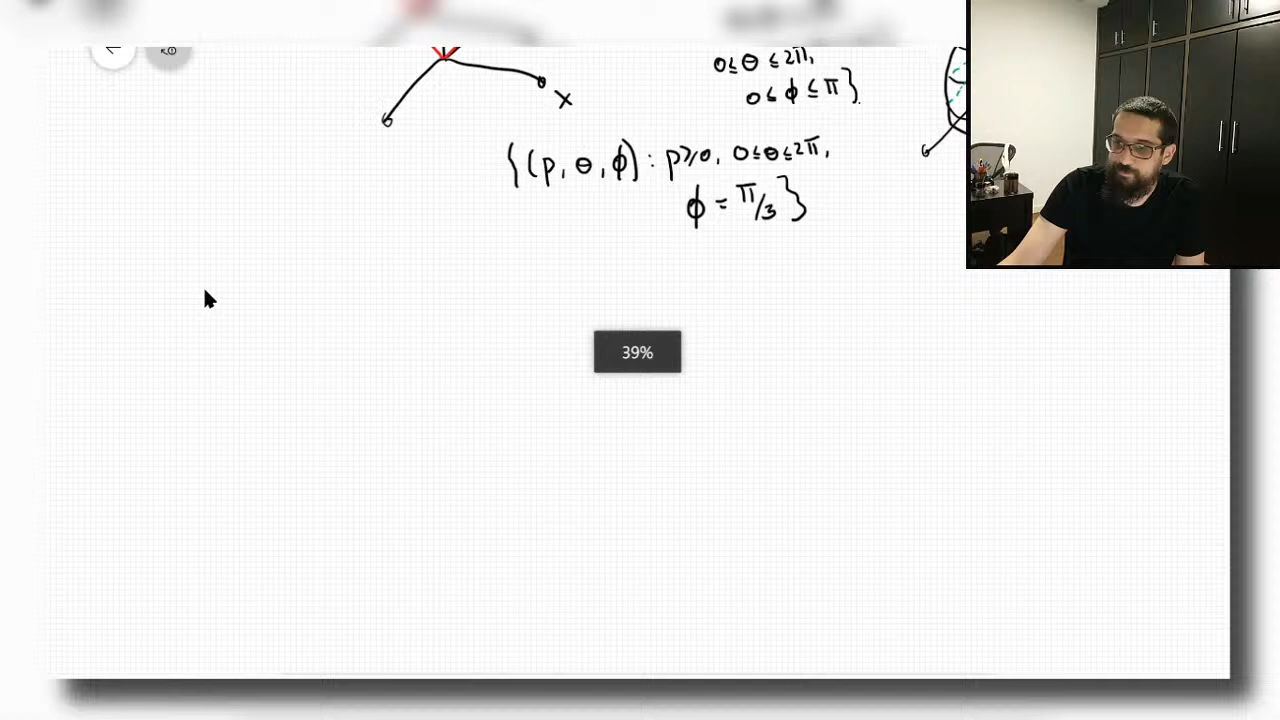 0 ≤ θ ≤ 2π,
0 ≤ φ ≤ π}.
x
{(ρ, θ, φ) : ρ ≥ 0, 0 ≤ θ ≤ 2π,
φ = π/3}
39%